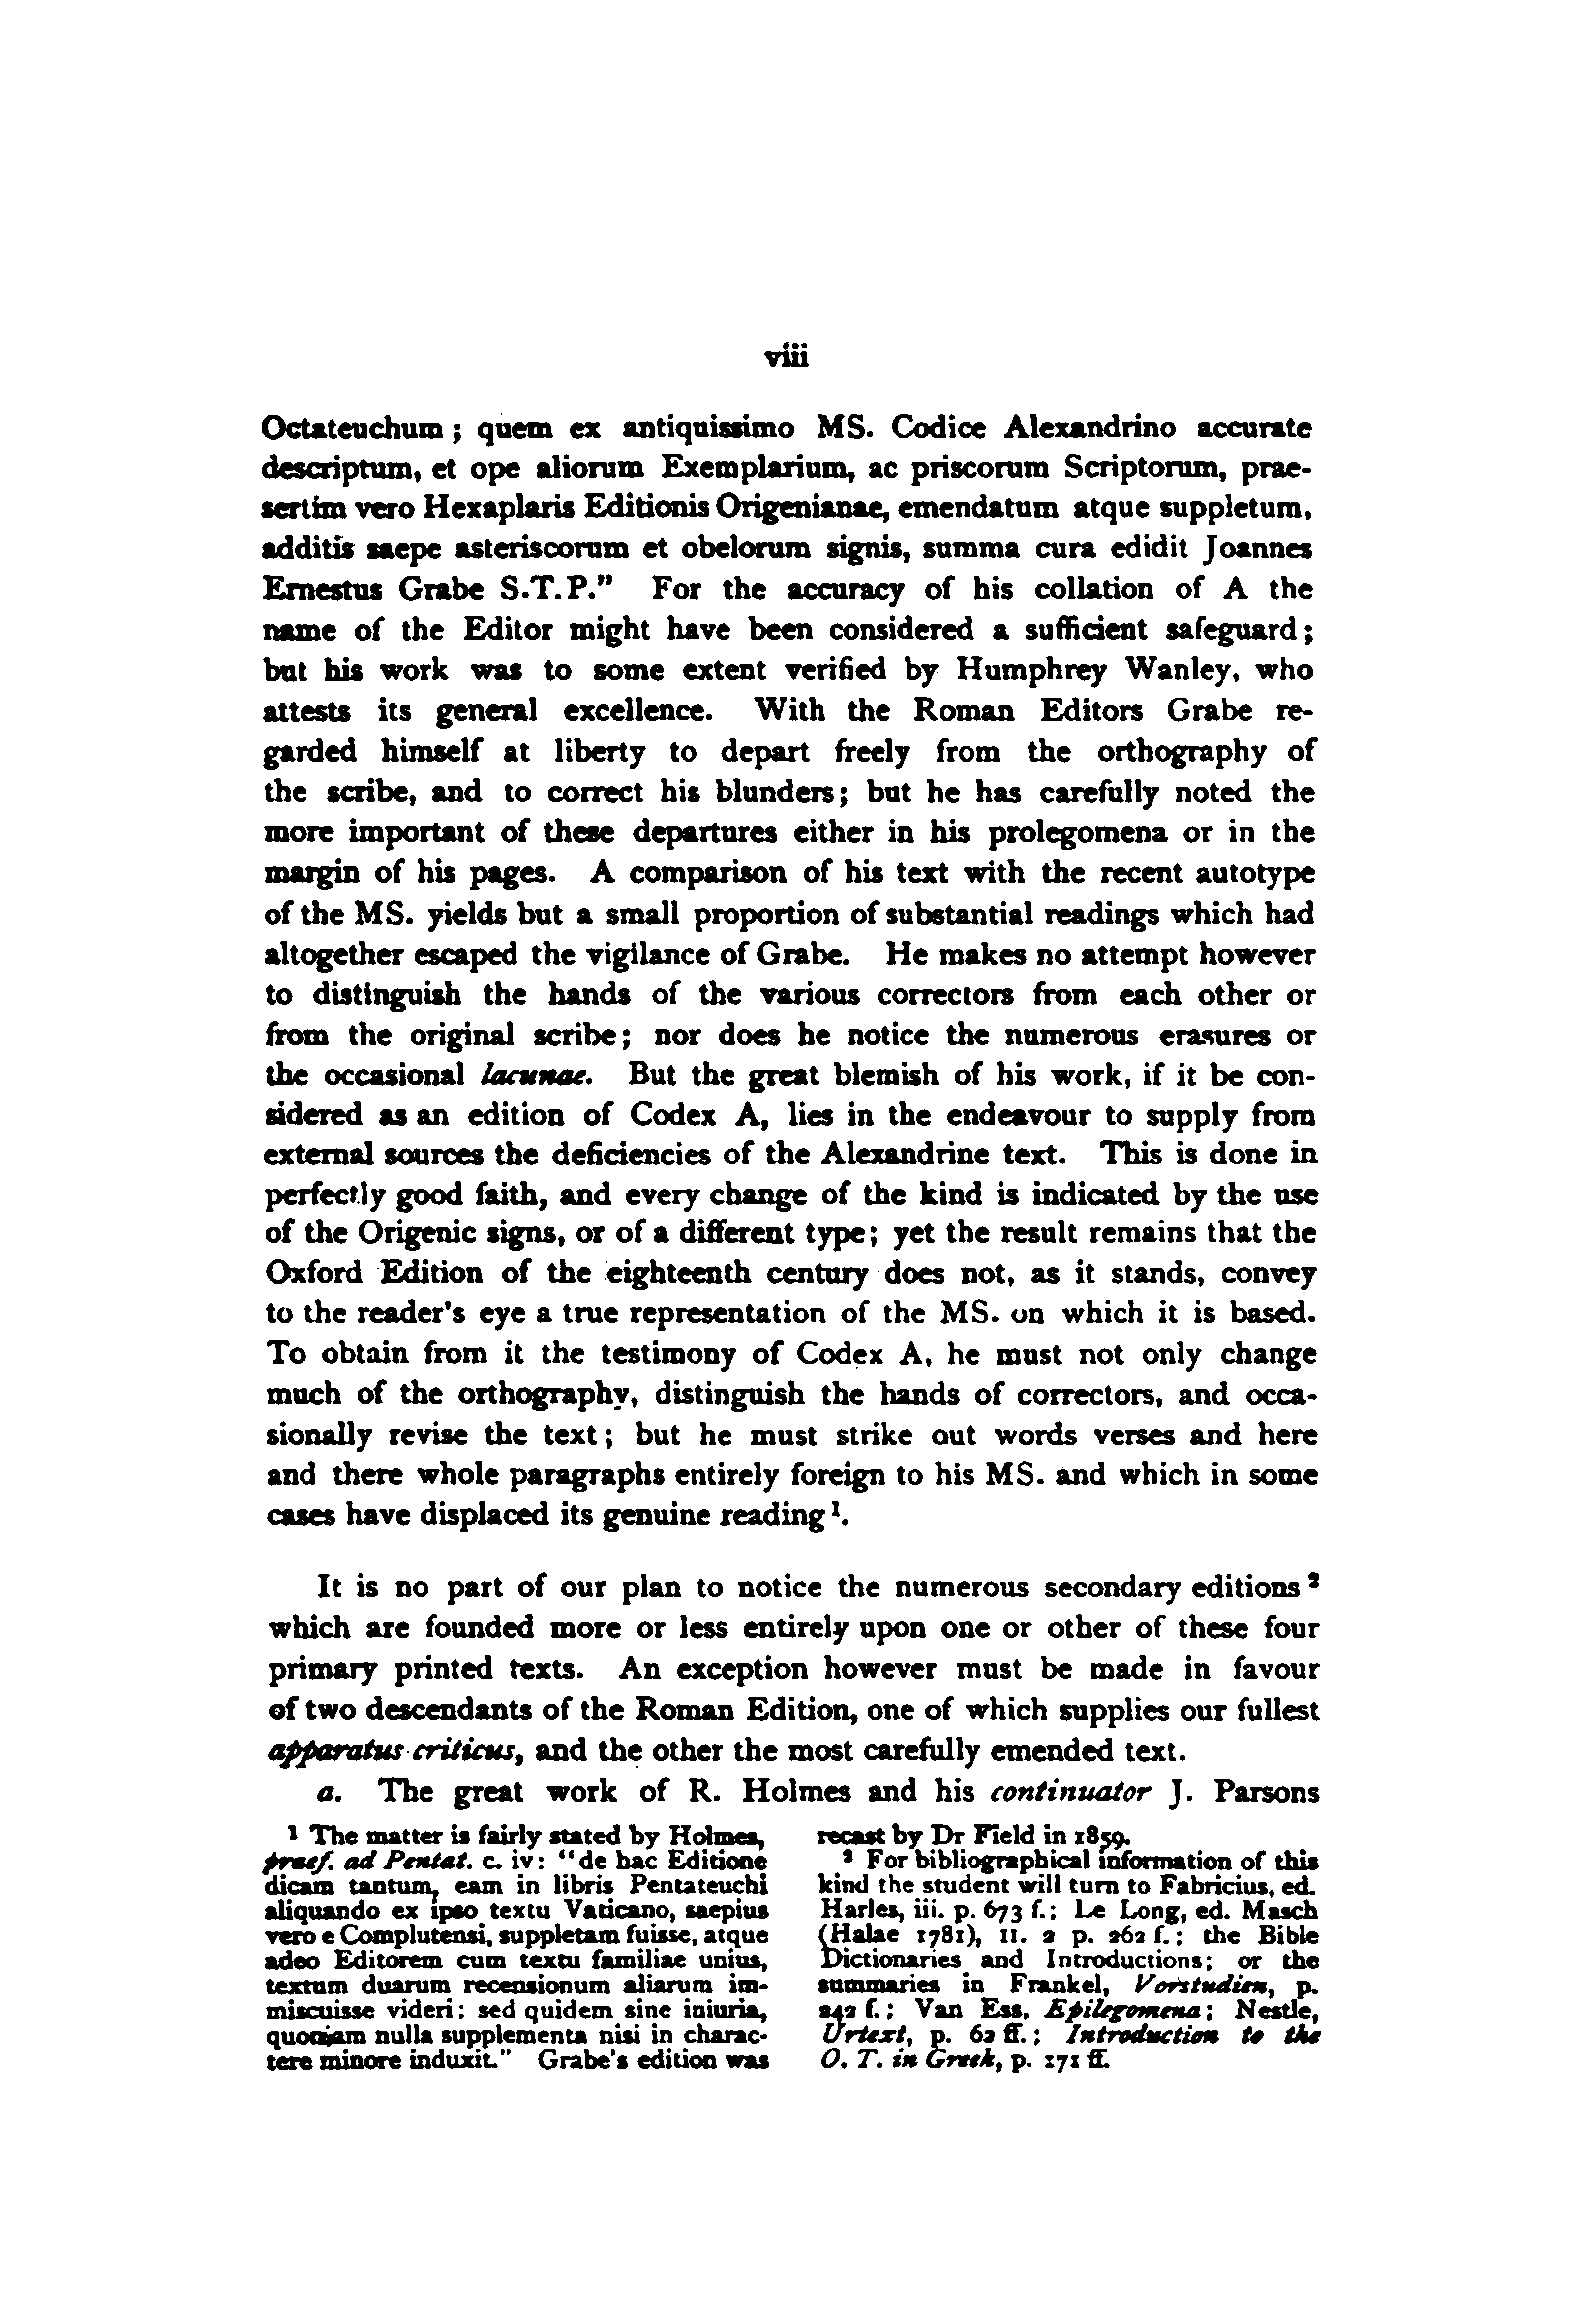 viii
Octateuchum; quem ex antiquissimo MS. Codice Alexandrino accurate
descriptum, et ope aliorum Exemplarium, ac priscorum Scriptorum, prae-
sertim vero Hexaplaris Editionis Origenianae, emendatum atque suppletum,
additis saepe asteriscorum et obelorum signis, summa cura edidit Joannes
Ernestus Grabe S.T.P." For the accuracy of his collation of A the
name of the Editor might have been considered a sufficient safeguard;
but his work was to some extent verified by Humphrey Wanley, who
attests its general excellence. With the Roman Editors Grabe re-
garded himself at liberty to depart freely from the orthography of
the scribe, and to correct his blunders; but he has carefully noted the
more important of these departures either in his prolegomena or in the
margin of his pages. A comparison of his text with the recent autotype
of the MS. yields but a small proportion of substantial readings which had
altogether escaped the vigilance of Grabe. He makes no attempt however
to distinguish the hands of the various correctors from each other or
from the original scribe; nor does he notice the numerous erasures or
the occasional lacunae. But the great blemish of his work, if it be con-
sidered as an edition of Codex A, lies in the endeavour to supply from
external sources the deficiencies of the Alexandrine text. This is done in
perfectly good faith, and every change of the kind is indicated by the use
of the Origenic signs, or of a different type; yet the result remains that the
Oxford Edition of the eighteenth century does not, as it stands, convey
to the reader's eye a true representation of the MS. on which it is based.
To obtain from it the testimony of Codex A, he must not only change
much of the orthography, distinguish the hands of correctors, and occa-
sionally revise the text; but he must strike out words verses and here
and there whole paragraphs entirely foreign to his MS. and which in some
cases have displaced its genuine reading¹.
It is no part of our plan to notice the numerous secondary editions²
which are founded more or less entirely upon one or other of these four
primary printed texts. An exception however must be made in favour
of two descendants of the Roman Edition, one of which supplies our fullest
apparatus criticus, and the other the most carefully emended text.
a. The great work of R. Holmes and his continuator J. Parsons
¹ The matter is fairly stated by Holmes,
praef. ad Pentat. c. iv: "de hac Editione
dicam tantum, eam in libris Pentateuchi
aliquando ex ipso textu Vaticano, saepius
vero e Complutensi, suppletam fuisse, atque
adeo Editorem cum textu familiae unius,
textum duarum recensionum aliarum im-
miscuisse videri; sed quidem sine iniuria,
quoniam nulla supplementa nisi in charac-
tere minore induxit." Grabe's edition was
recast by Dr Field in 1859.
² For bibliographical information of this
kind the student will turn to Fabricius, ed.
Harles, iii. p. 673 f.; Le Long, ed. Masch
(Halae 1781), II. 2 p. 262 f.; the Bible
Dictionaries and Introductions; or the
summaries in Frankel, Vorstudien, p.
242 f.; Van Ess, Epilegomena; Nestle,
Urtext, p. 62 ff.; Introduction to the
O. T. in Greek, p. 171 ff.